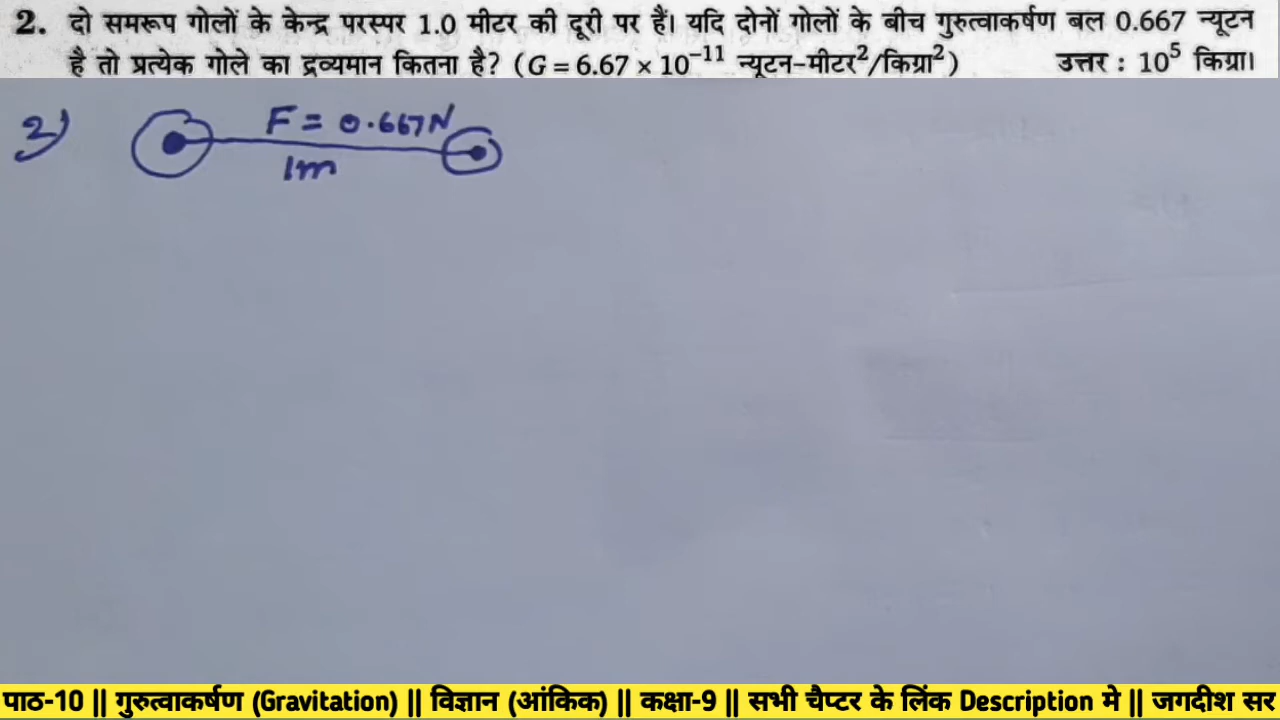 2. दो समरूप गोलों के केन्द्र परस्पर 1.0 मीटर की दूरी पर हैं। यदि दोनों गोलों के बीच गुरुत्वाकर्षण बल 0.667 न्यूटन
है तो प्रत्येक गोले का द्रव्यमान कितना है? (G = 6.67 × 10⁻¹¹ न्यूटन-मीटर²/किग्रा²) उत्तर : 10⁵ किग्रा।
2) F = 0.667N
1m
पाठ-10 || गुरुत्वाकर्षण (Gravitation) || विज्ञान (आंकिक) || कक्षा-9 || सभी चैप्टर के लिंक Description मे || जगदीश सर